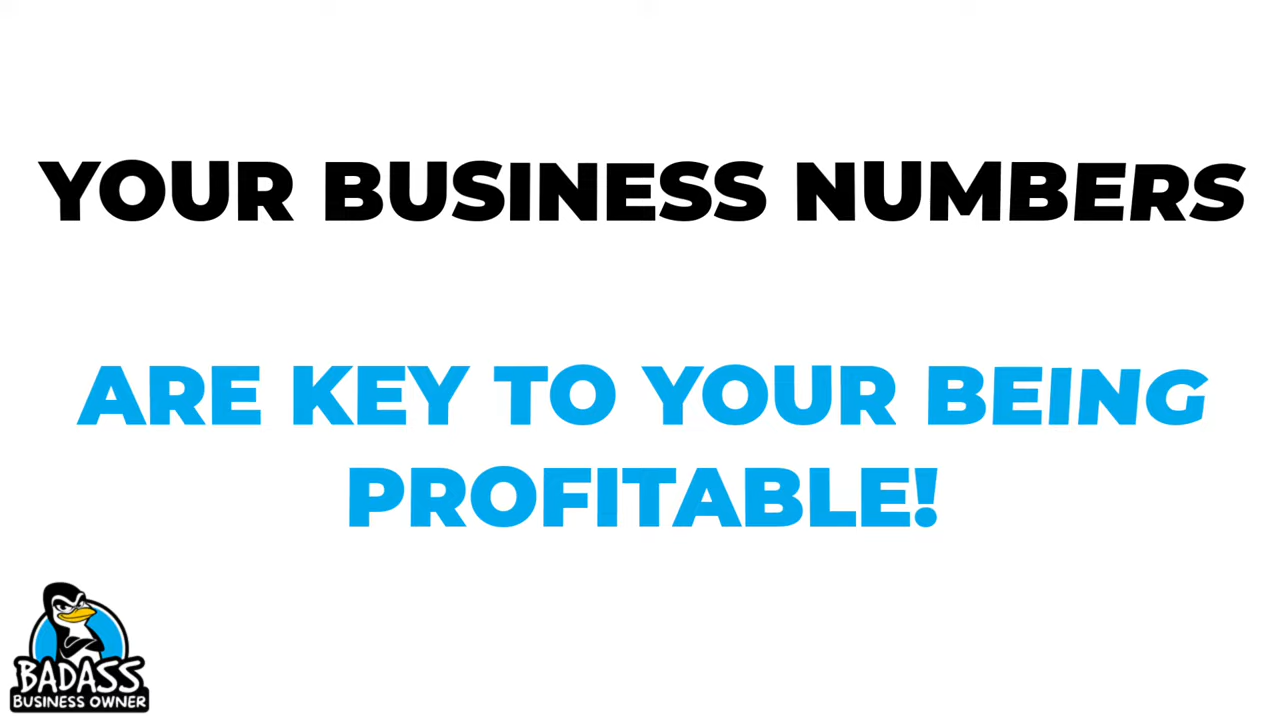 YOUR BUSINESS NUMBERS
ARE KEY TO YOUR BEING
PROFITABLE!
BADASS
BUSINESS OWNER